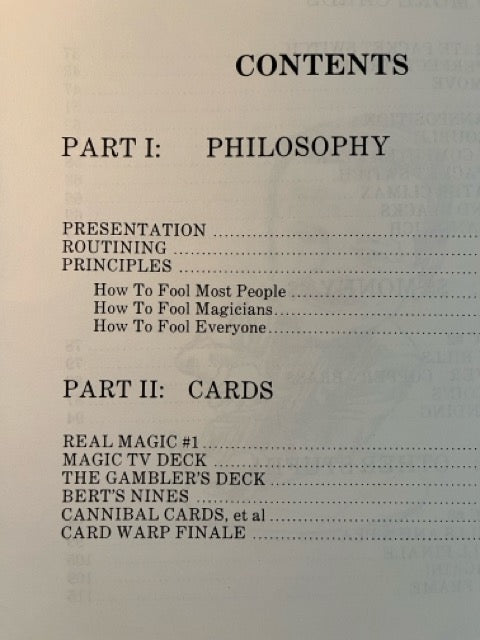 CONTENTS
PART I: PHILOSOPHY
PRESENTATION
ROUTINING
PRINCIPLES
How To Fool Most People
How To Fool Magicians
How To Fool Everyone
PART II: CARDS
REAL MAGIC #1
MAGIC TV DECK
THE GAMBLER'S DECK
BERT'S NINES
CANNIBAL CARDS, et al
CARD WARP FINALE